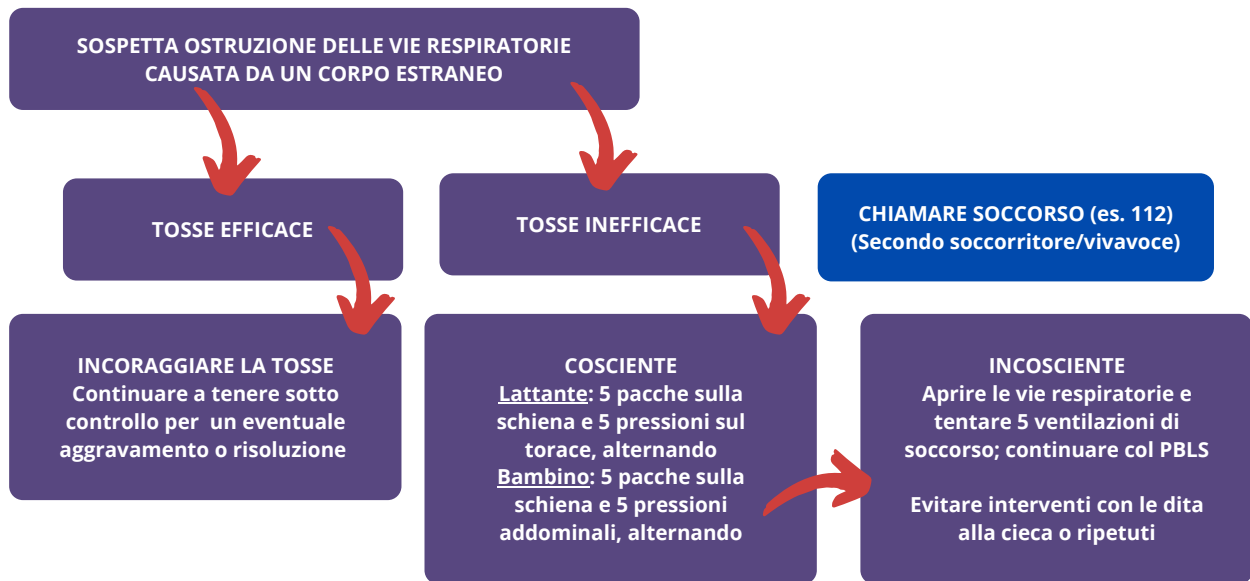 SOSPETTA OSTRUZIONE DELLE VIE RESPIRATORIE
CAUSATA DA UN CORPO ESTRANEO
TOSSE EFFICACE
TOSSE INEFFICACE
CHIAMARE SOCCORSO (es. 112)
(Secondo soccorritore/vivavoce)
INCORAGGIARE LA TOSSE
Continuare a tenere sotto
controllo per un eventuale
aggravamento o risoluzione
COSCIENTE
Lattante: 5 pacche sulla
schiena e 5 pressioni sul
torace, alternando
Bambino: 5 pacche sulla
schiena e 5 pressioni
addominali, alternando
INCOSCIENTE
Aprire le vie respiratorie e
tentare 5 ventilazioni di
soccorso; continuare col PBLS
Evitare interventi con le dita
alla cieca o ripetuti